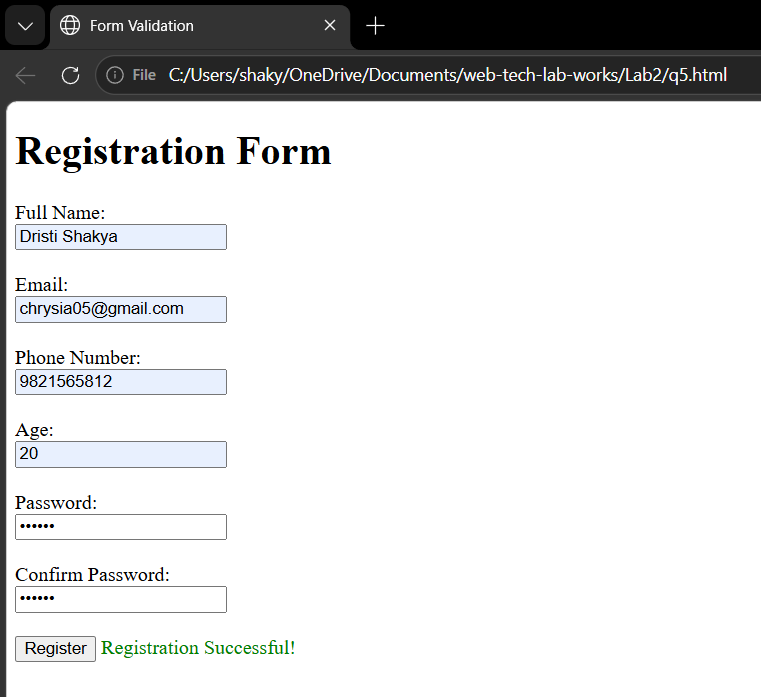 Form Validation
File C:/Users/shaky/OneDrive/Documents/web-tech-lab-works/Lab2/q5.html
Registration Form
Full Name:
Dristi Shakya
Email:
chrysia05@gmail.com
Phone Number:
9821565812
Age:
20
Password:
••••••
Confirm Password:
••••••
Register Registration Successful!